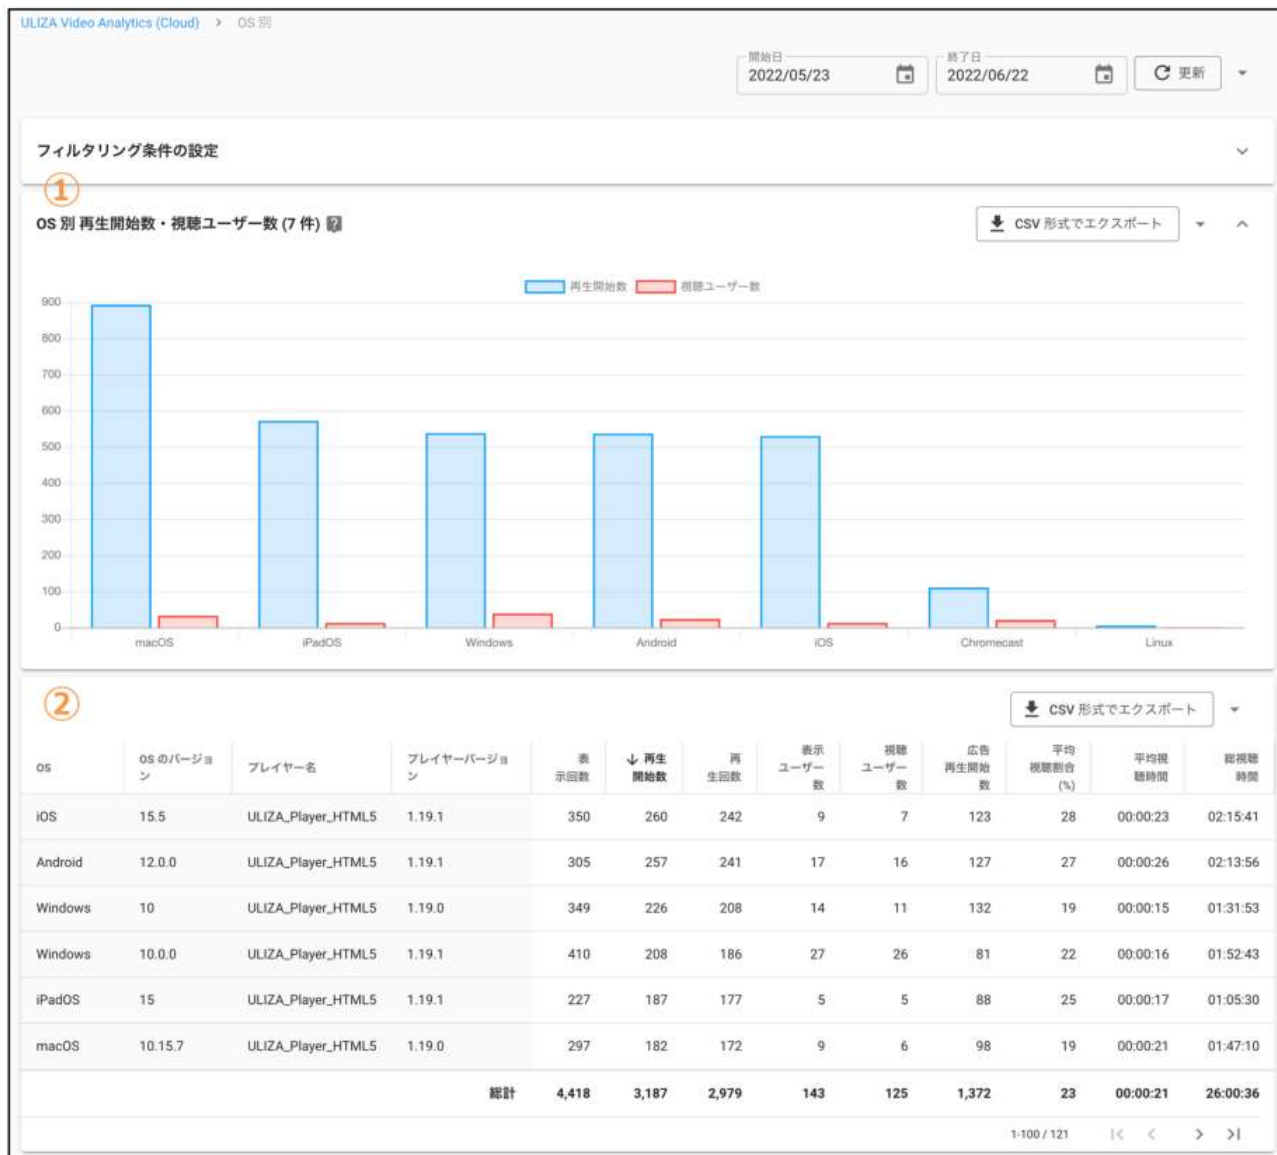 ULIZA Video Analytics (Cloud) > OS 別
開始日 終了日
2022/05/23 2022/06/22 更新
フィルタリング条件の設定
①
OS 別 再生開始数・視聴ユーザー数 (7 件) ? CSV 形式でエクスポート
再生開始数 視聴ユーザー数
900
800
700
600
500
400
300
200
100
0
macOS iPadOS Windows Android iOS Chromecast Linux
②
CSV 形式でエクスポート
OS OS のバージョン プレイヤー名 プレイヤーバージョン 表示回数 ↓ 再生開始数 再生回数 表示ユーザー数 視聴ユーザー数 広告再生開始数 平均視聴割合(%) 平均視聴時間 総視聴時間
iOS 15.5 ULIZA_Player_HTML5 1.19.1 350 260 242 9 7 123 28 00:00:23 02:15:41
Android 12.0.0 ULIZA_Player_HTML5 1.19.1 305 257 241 17 16 127 27 00:00:26 02:13:56
Windows 10 ULIZA_Player_HTML5 1.19.0 349 226 208 14 11 132 19 00:00:15 01:31:53
Windows 10.0.0 ULIZA_Player_HTML5 1.19.1 410 208 186 27 26 81 22 00:00:16 01:52:43
iPadOS 15 ULIZA_Player_HTML5 1.19.1 227 187 177 5 5 88 25 00:00:17 01:05:30
macOS 10.15.7 ULIZA_Player_HTML5 1.19.0 297 182 172 9 6 98 19 00:00:21 01:47:10
総計 4,418 3,187 2,979 143 125 1,372 23 00:00:21 26:00:36
1-100 / 121